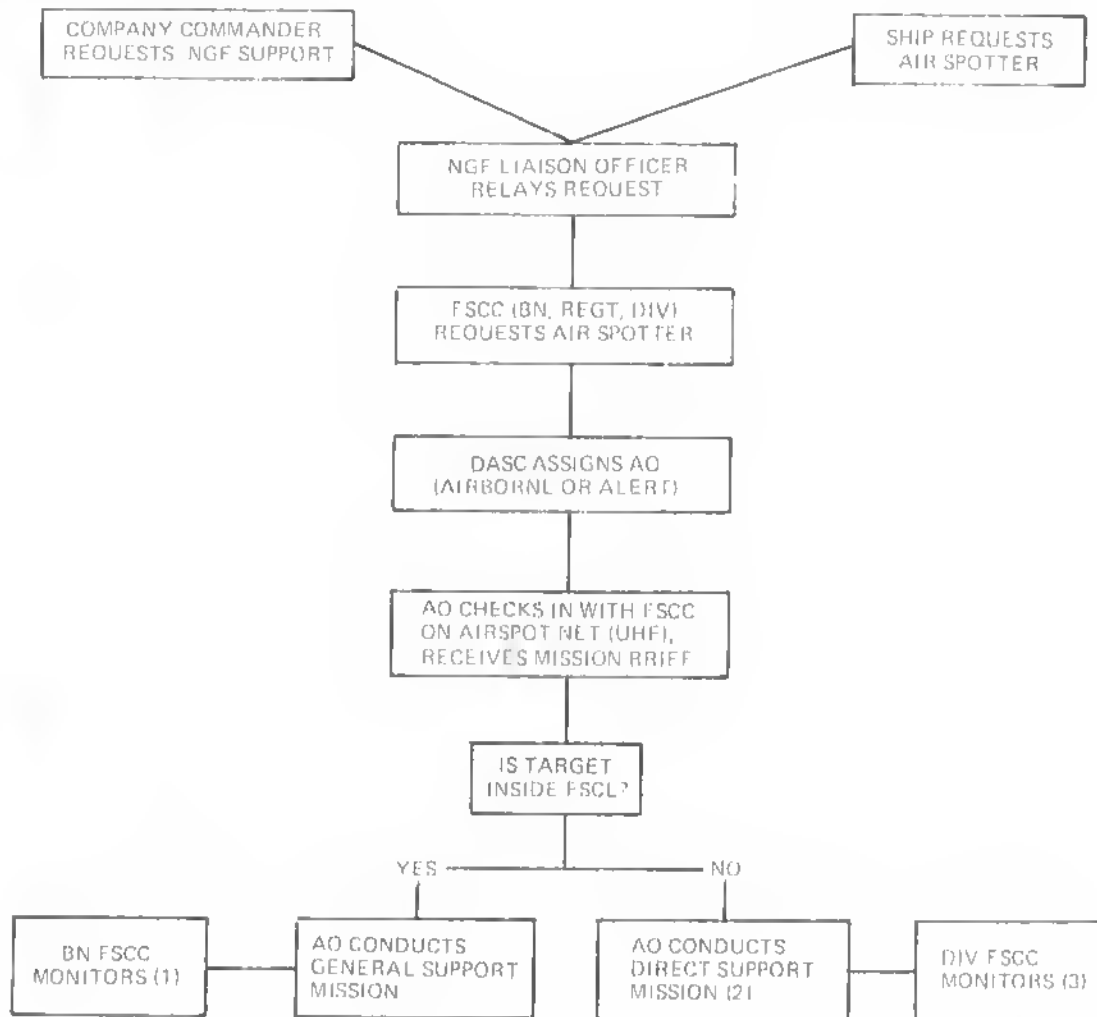 COMPANY COMMANDER
REQUESTS NGF SUPPORT
SHIP REQUESTS
AIR SPOTTER
NGF LIAISON OFFICER
RELAYS REQUEST
FSCC (BN, REGT, DIV)
REQUESTS AIR SPOTTER
DASC ASSIGNS AO
(AIRBORNE OR ALERT)
AO CHECKS IN WITH FSCC
ON AIRSPOT NET (UHF),
RECEIVES MISSION BRIEF
IS TARGET
INSIDE FSCL?
YES
NO
BN FSCC
MONITORS (1)
AO CONDUCTS
GENERAL SUPPORT
MISSION
AO CONDUCTS
DIRECT SUPPORT
MISSION (2)
DIV FSCC
MONITORS (3)